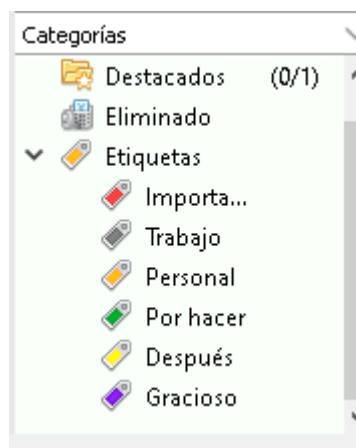 Categorías
Destacados (0/1)
Eliminado
Etiquetas
Importa...
Trabajo
Personal
Por hacer
Después
Gracioso